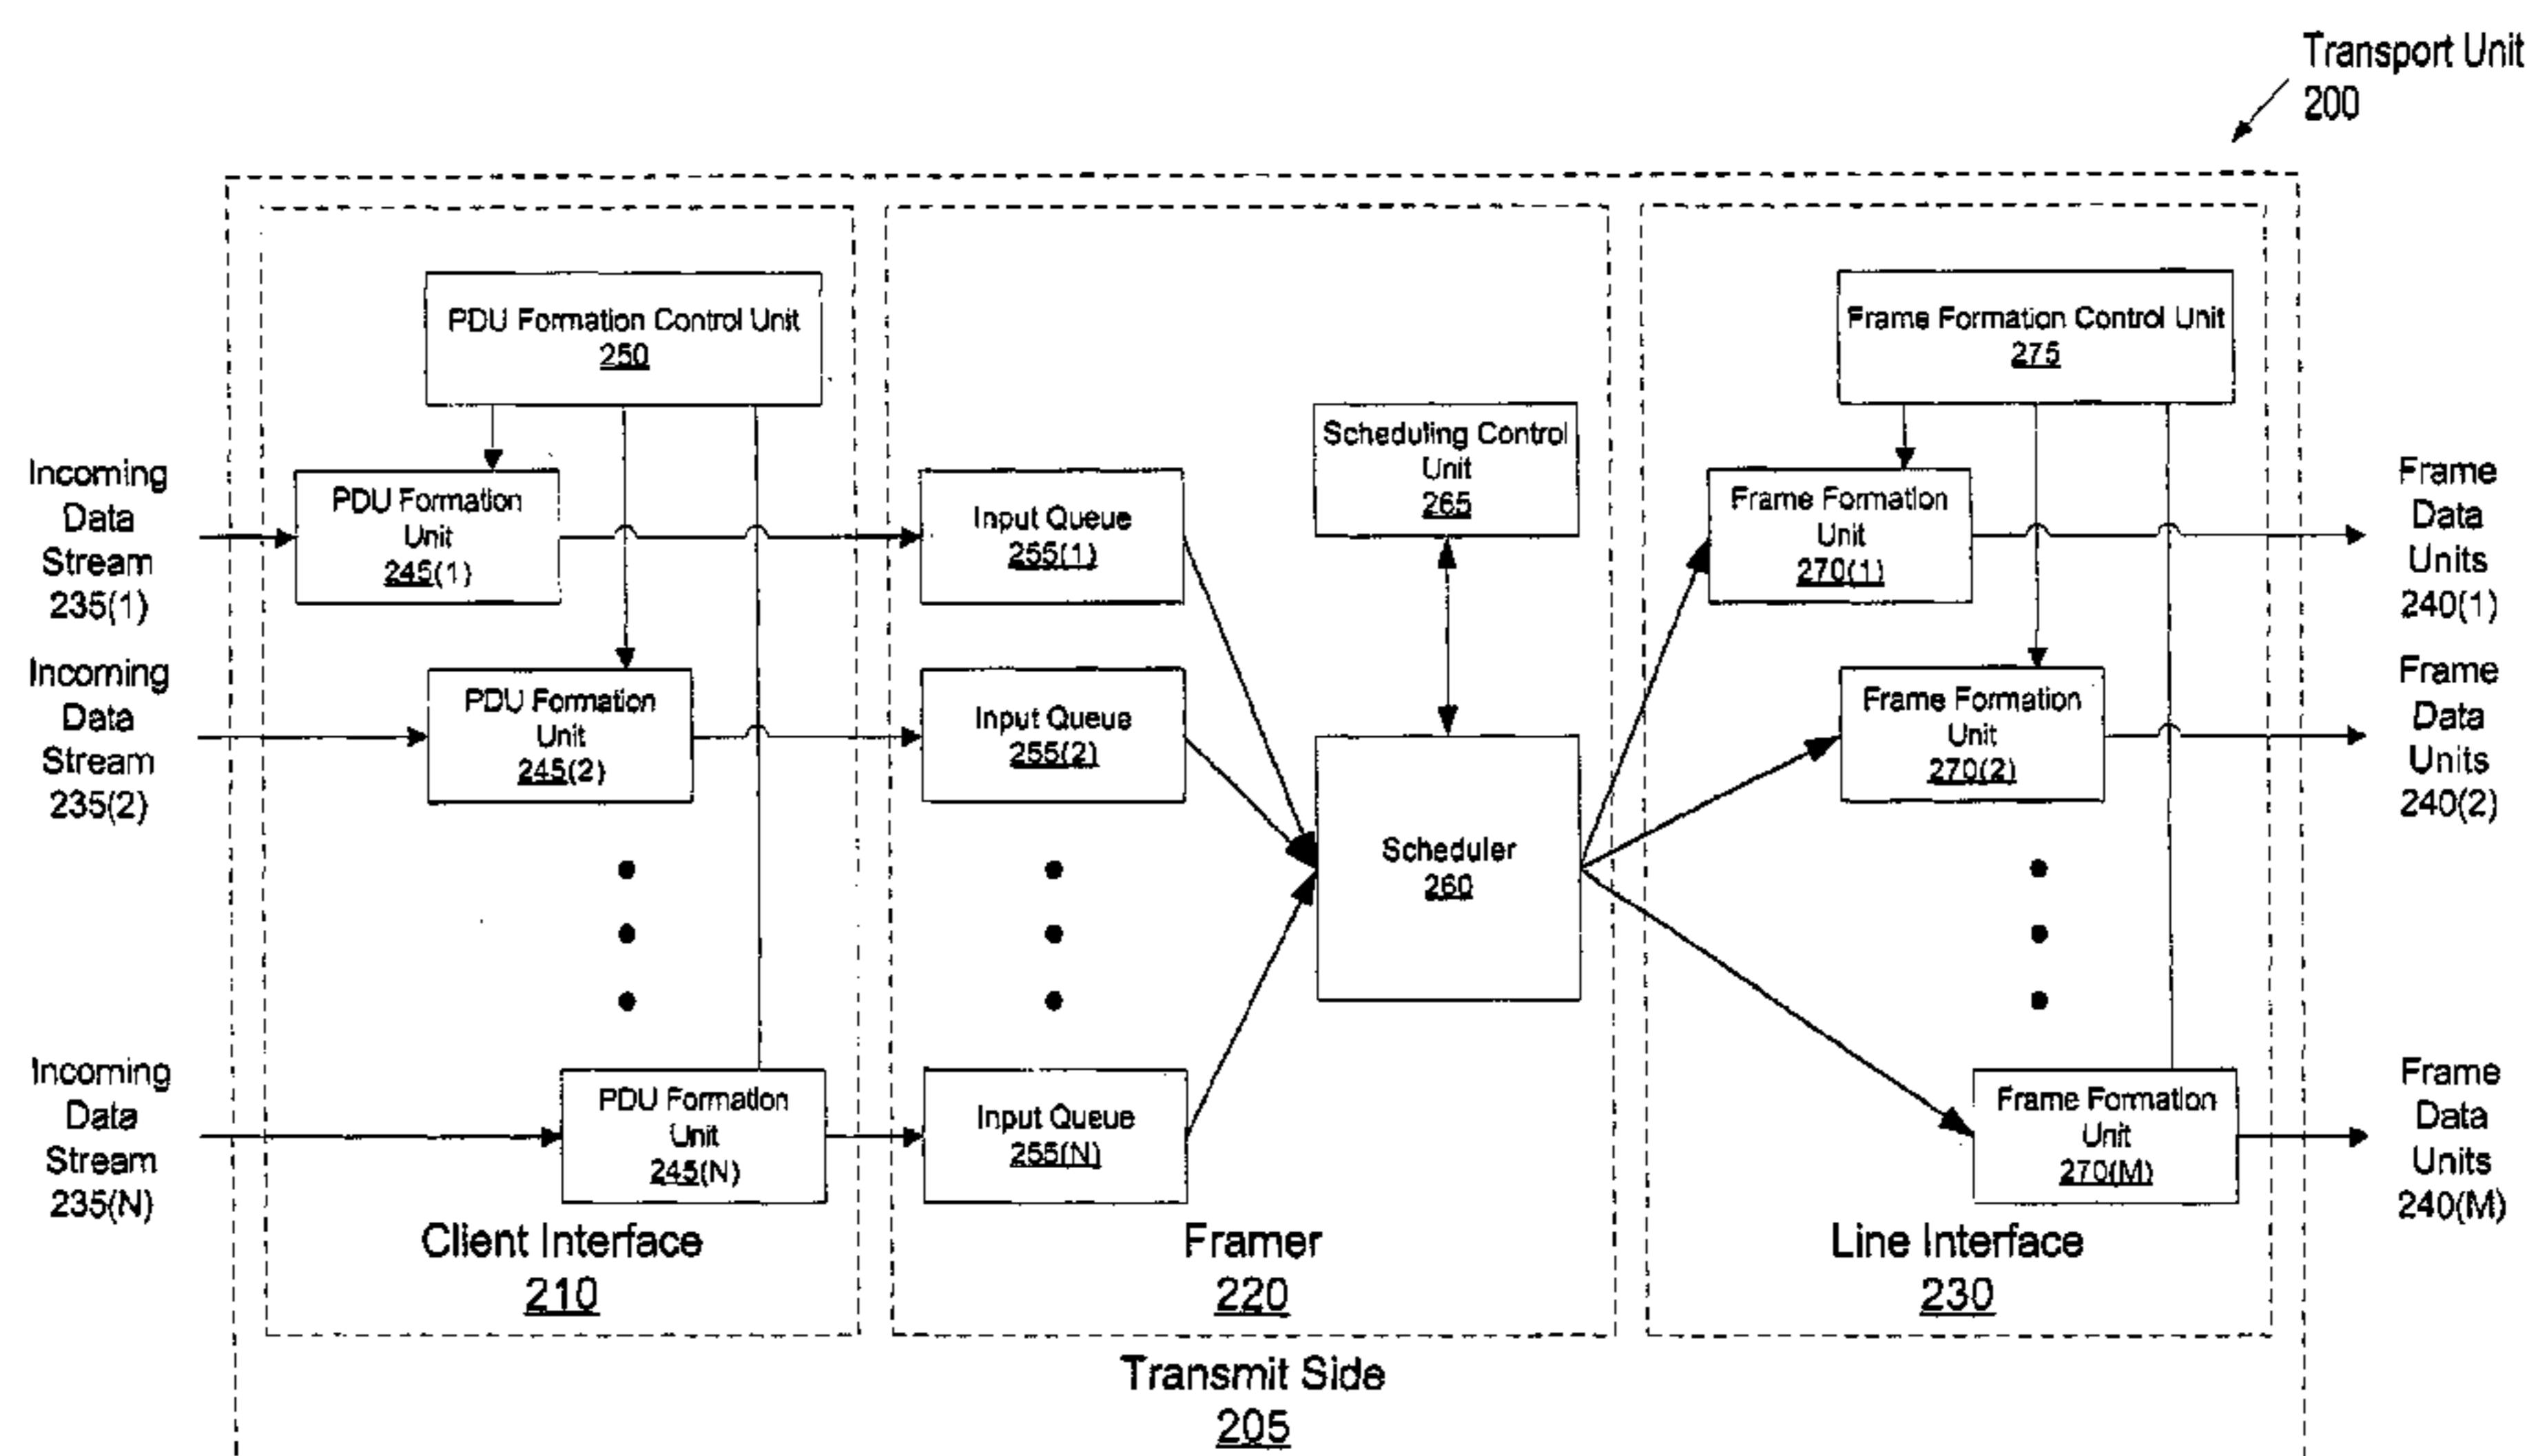 Transport Unit
200
PDU Formation Control Unit
250
Frame Formation Control Unit
275
Scheduling Control
Unit
265
Incoming
Data
Stream
235(1)
PDU Formation
Unit
245(1)
Input Queue
255(1)
Frame Formation
Unit
270(1)
Frame
Data
Units
240(1)
Incoming
Data
Stream
235(2)
PDU Formation
Unit
245(2)
Input Queue
255(2)
Frame Formation
Unit
270(2)
Frame
Data
Units
240(2)
Scheduler
260
Incoming
Data
Stream
235(N)
PDU Formation
Unit
245(N)
Input Queue
255(N)
Frame Formation
Unit
270(M)
Frame
Data
Units
240(M)
Client Interface
210
Framer
220
Line Interface
230
Transmit Side
205